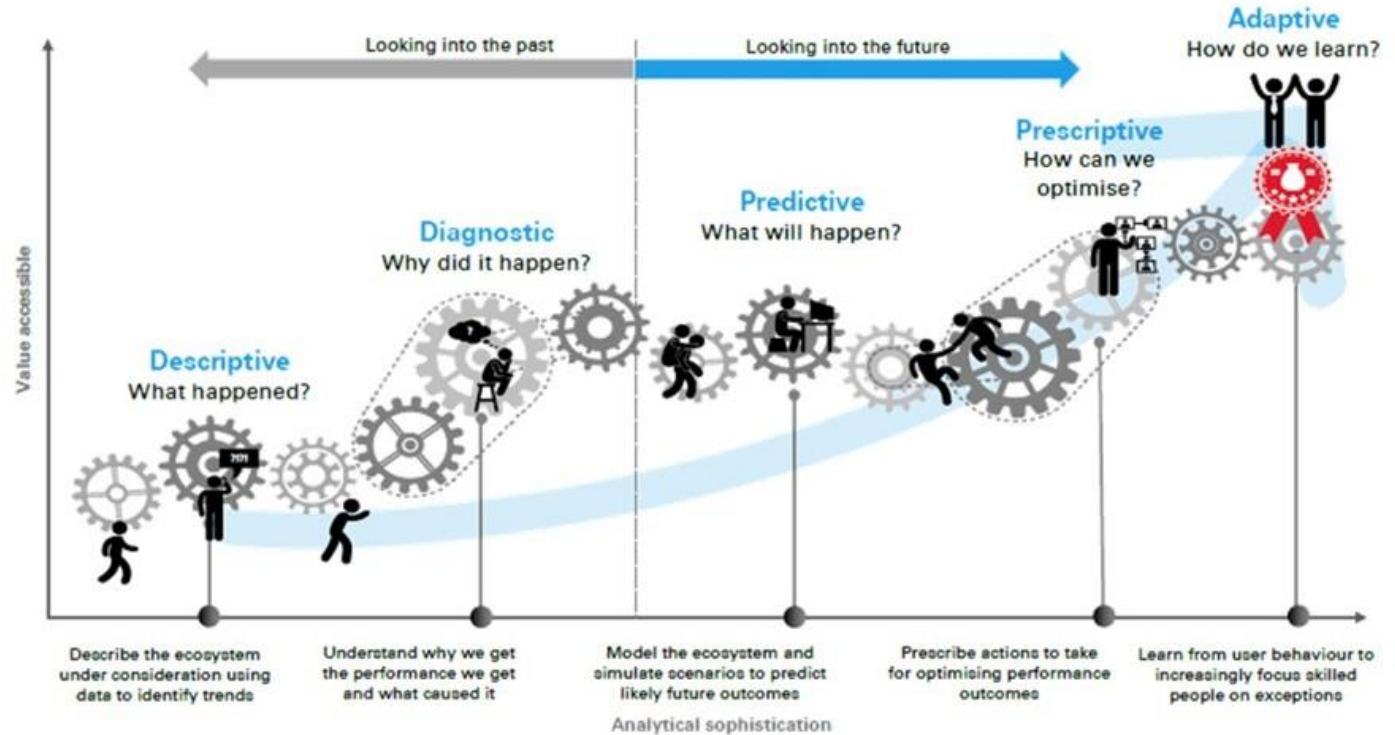 Adaptive
How do we learn?
Looking into the past
Looking into the future
Prescriptive
How can we
optimise?
Predictive
What will happen?
Diagnostic
Why did it happen?
Descriptive
What happened?
Value accessible
Describe the ecosystem
under consideration using
data to identify trends
Understand why we get
the performance we get
and what caused it
Model the ecosystem and
simulate scenarios to predict
likely future outcomes
Prescribe actions to take
for optimising performance
outcomes
Learn from user behaviour to
increasingly focus skilled
people on exceptions
Analytical sophistication